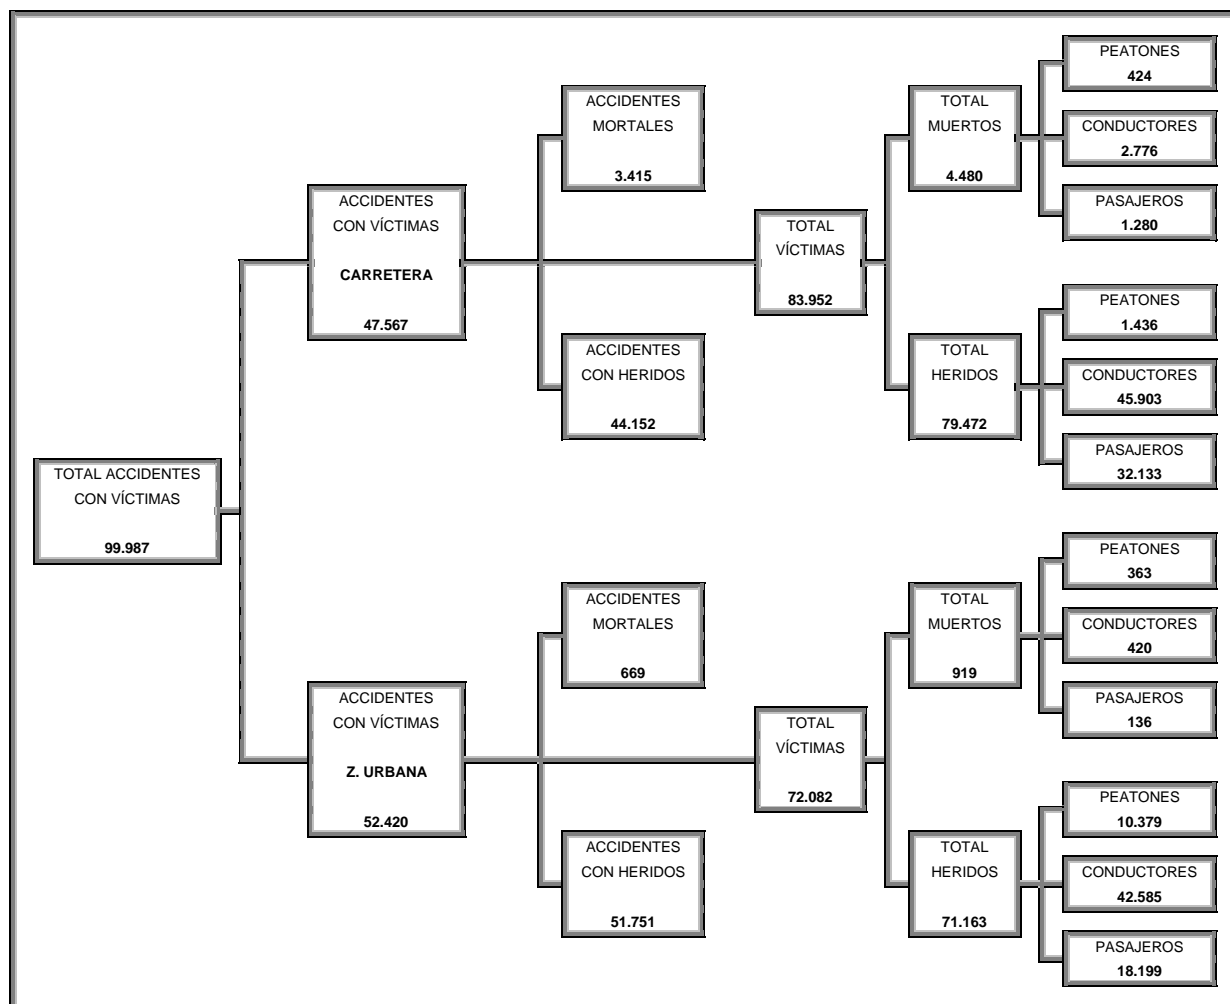 TOTAL ACCIDENTES
CON VÍCTIMAS
99.987
ACCIDENTES
CON VÍCTIMAS
CARRETERA
47.567
ACCIDENTES
MORTALES
3.415
ACCIDENTES
CON HERIDOS
44.152
TOTAL
VÍCTIMAS
83.952
TOTAL
MUERTOS
4.480
PEATONES
424
CONDUCTORES
2.776
PASAJEROS
1.280
TOTAL
HERIDOS
79.472
PEATONES
1.436
CONDUCTORES
45.903
PASAJEROS
32.133
ACCIDENTES
CON VÍCTIMAS
Z. URBANA
52.420
ACCIDENTES
MORTALES
669
ACCIDENTES
CON HERIDOS
51.751
TOTAL
VÍCTIMAS
72.082
TOTAL
MUERTOS
919
PEATONES
363
CONDUCTORES
420
PASAJEROS
136
TOTAL
HERIDOS
71.163
PEATONES
10.379
CONDUCTORES
42.585
PASAJEROS
18.199